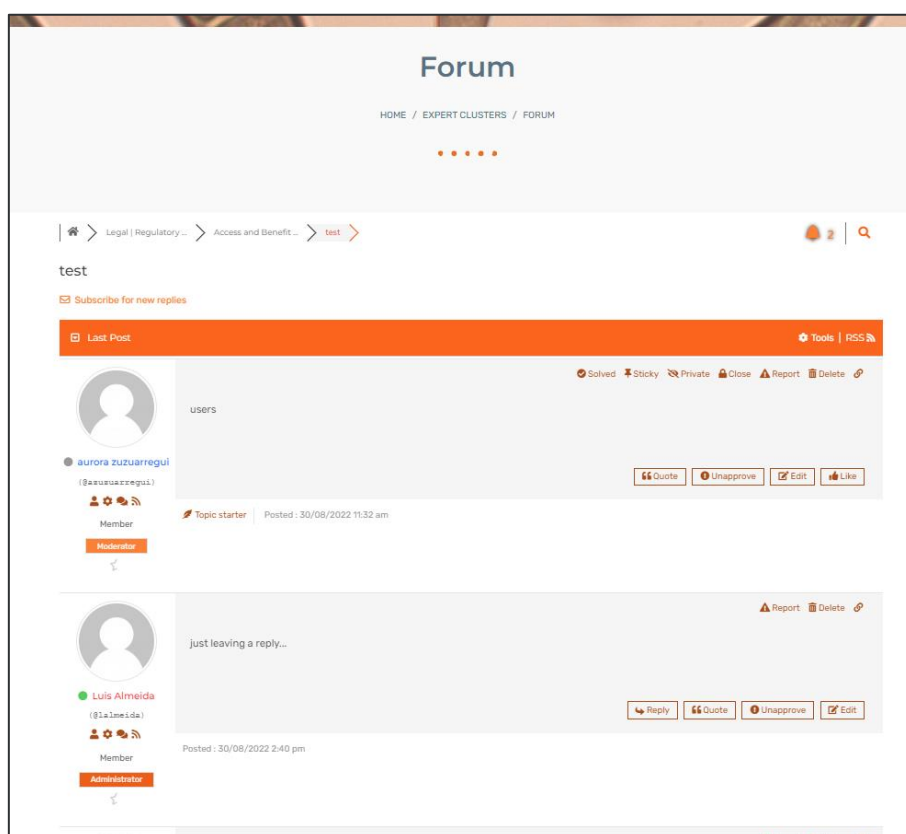 Forum
HOME / EXPERT CLUSTERS / FORUM
Legal | Regulatory ... Access and Benefit ... test 2
test
Subscribe for new replies
Last Post Tools | RSS
Solved Sticky Private Close Report Delete
users
aurora zuzuarregui
(@azuzuarregui)
Quote Unapprove Edit Like
Member
Topic starter Posted : 30/08/2022 11:32 am
Moderator
Report Delete
just leaving a reply...
Luis Almeida
(@lalmeida)
Reply Quote Unapprove Edit
Member
Posted : 30/08/2022 2:40 pm
Administrator